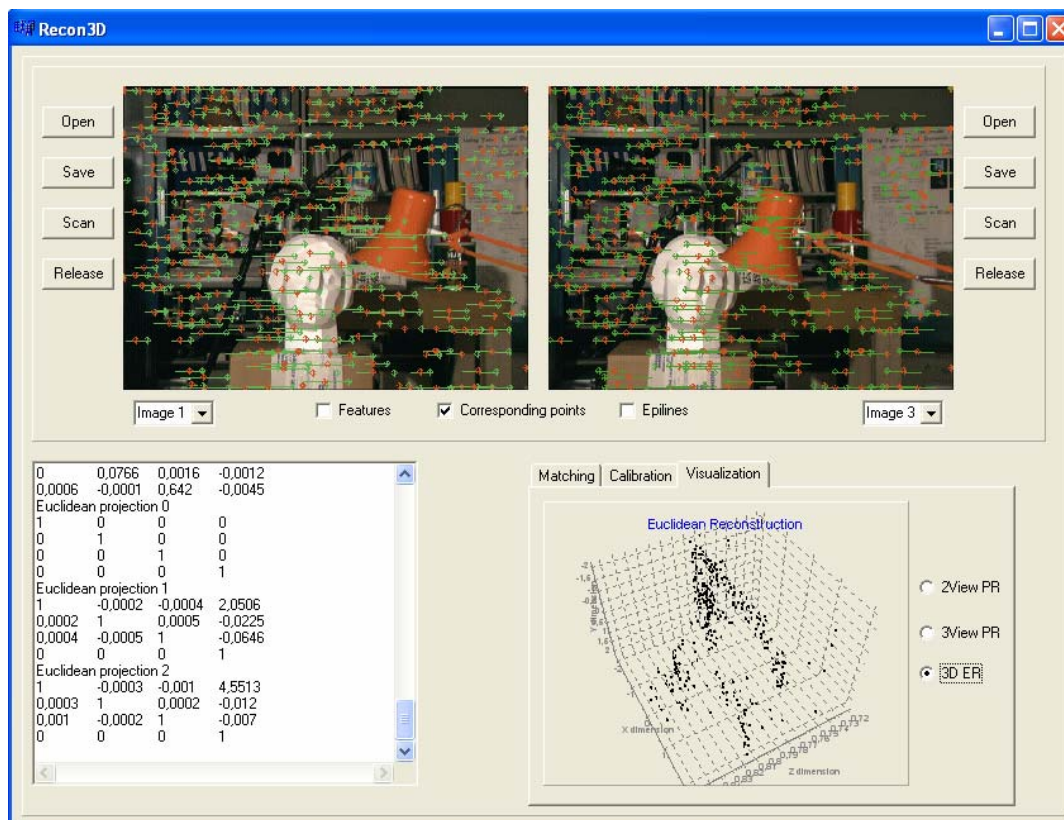 Recon3D
Open
Open
Save
Save
Scan
Scan
Release
Release
Image 1
Features
Corresponding points
Epilines
Image 3
0 0,0766 0,0016 -0,0012
0,0006 -0,0001 0,642 -0,0045
Euclidean projection 0
1 0 0 0
0 1 0 0
0 0 1 0
0 0 0 1
Euclidean projection 1
1 -0,0002 -0,0004 2,0506
0,0002 1 0,0005 -0,0225
0,0004 -0,0005 1 -0,0646
0 0 0 1
Euclidean projection 2
1 -0,0003 -0,001 4,5513
0,0003 1 0,0002 -0,012
0,001 -0,0002 1 -0,007
0 0 0 1
Matching Calibration Visualization
Euclidean Reconstruction
X dimension
Z dimension
2View PR
3View PR
3D ER